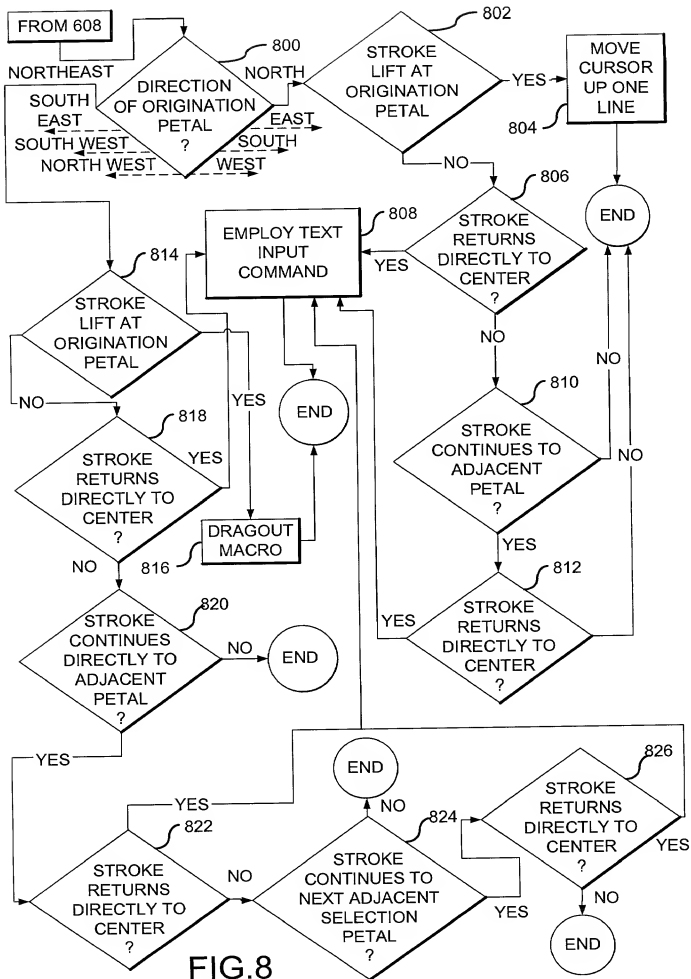 FROM 608
800
802
NORTHEAST
DIRECTION
OF ORIGINATION
PETAL
?
NORTH
STROKE
LIFT AT
ORIGINATION
PETAL
YES
MOVE
CURSOR
UP ONE
LINE
804
SOUTH
EAST
SOUTH WEST
NORTH WEST
EAST
SOUTH
WEST
NO
806
808
END
EMPLOY TEXT
INPUT
COMMAND
YES
STROKE
RETURNS
DIRECTLY TO
CENTER
?
814
STROKE
LIFT AT
ORIGINATION
PETAL
NO
NO
810
NO
YES
END
818
STROKE
CONTINUES
TO ADJACENT
PETAL
?
NO
STROKE
RETURNS
DIRECTLY TO
CENTER
?
YES
DRAGOUT
MACRO
816
YES
812
NO
820
YES
STROKE
RETURNS
DIRECTLY TO
CENTER
?
STROKE
CONTINUES
DIRECTLY TO
ADJACENT
PETAL
?
NO
END
YES
826
END
YES
NO
822
824
STROKE
RETURNS
DIRECTLY TO
CENTER
?
YES
STROKE
RETURNS
DIRECTLY TO
CENTER
?
NO
STROKE
CONTINUES TO
NEXT ADJACENT
SELECTION
PETAL
?
YES
NO
END
FIG.8